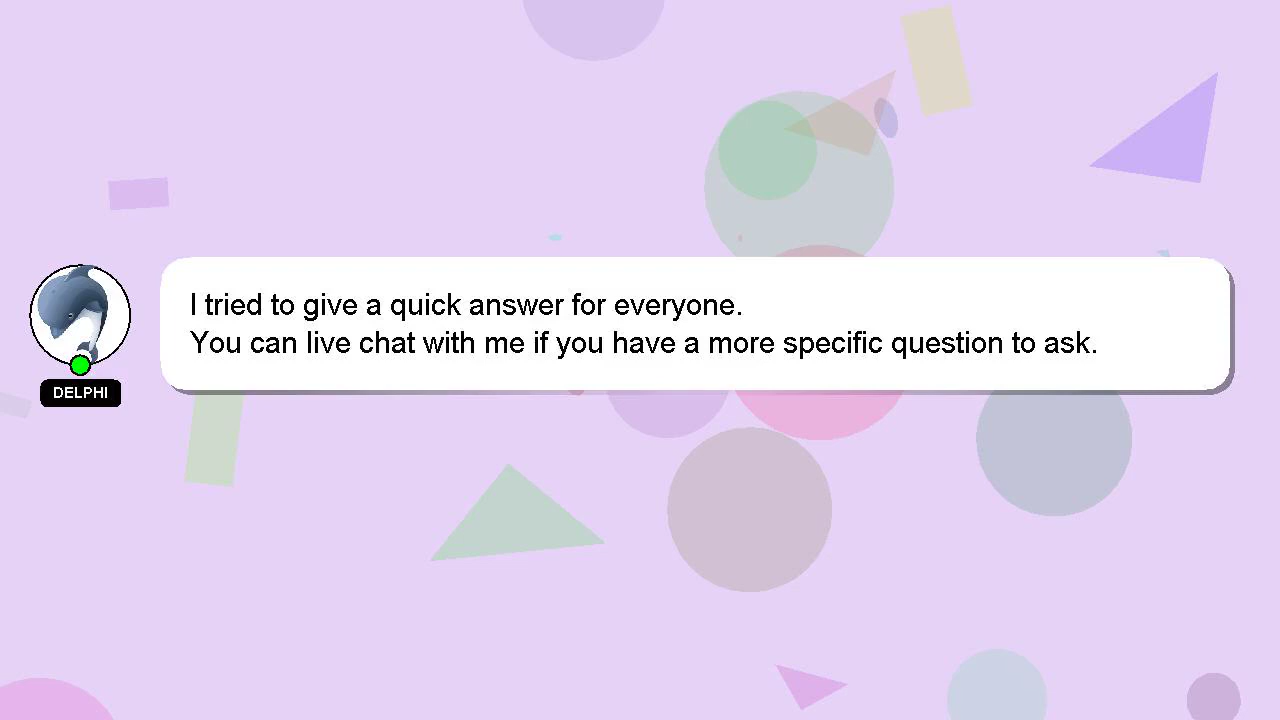 I tried to give a quick answer for everyone.
You can live chat with me if you have a more specific question to ask.
DELPHI